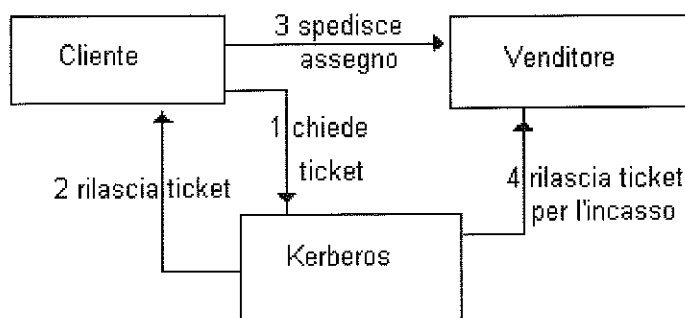 Cliente
3 spedisce
assegno
Venditore
1 chiede
ticket
2 rilascia ticket
4 rilascia ticket
per l'incasso
Kerberos